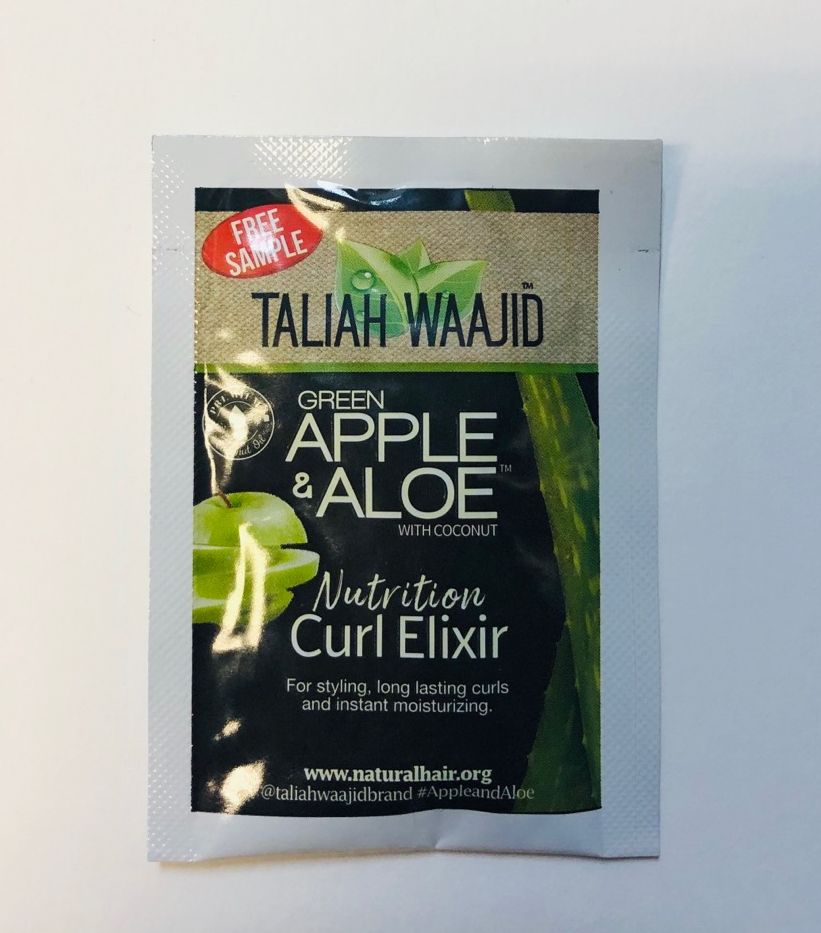 FREE
SAMPLE
TALIAH WAAJID™
GREEN
APPLE
& ALOE™
WITH COCONUT
Nutrition
Curl Elixir
For styling, long lasting curls
and instant moisturizing.
www.naturalhair.org
@taliahwaajidbrand #AppleandAloe